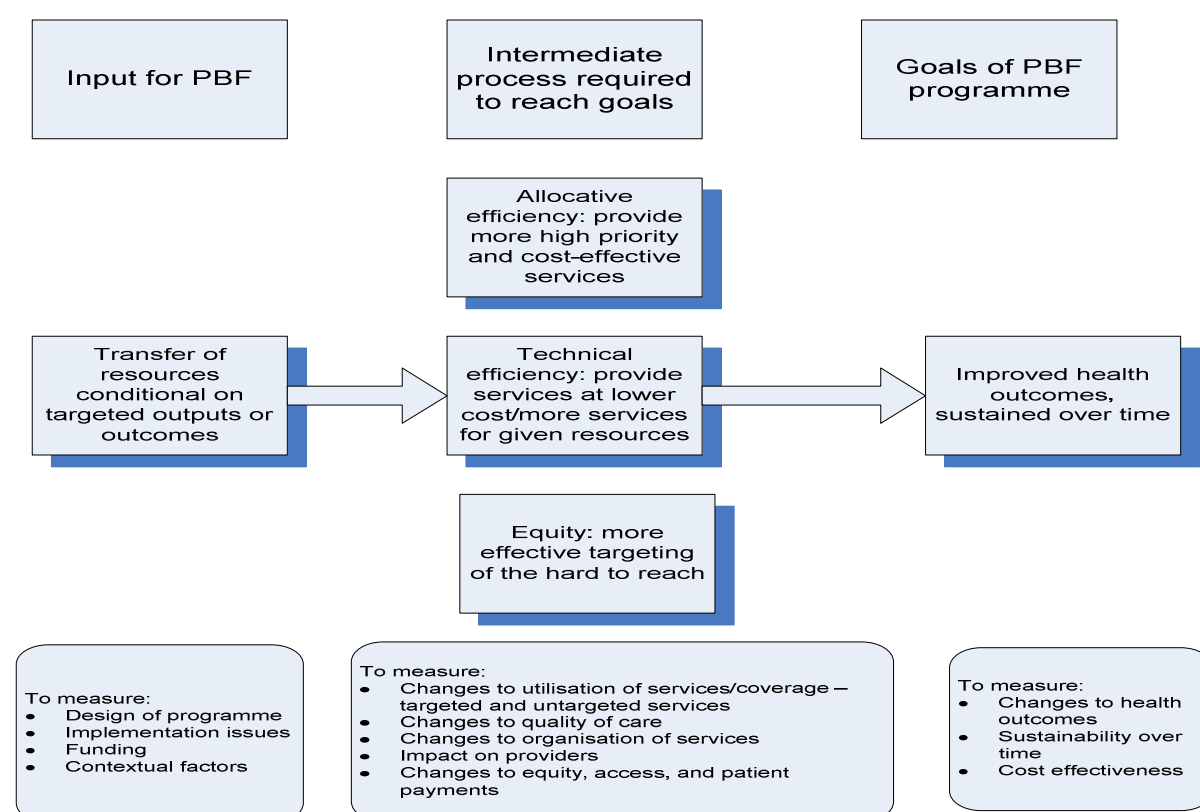 Input for PBF
Intermediate
process required
to reach goals
Goals of PBF
programme
Allocative
efficiency: provide
more high priority
and cost-effective
services
Transfer of
resources
conditional on
targeted outputs or
outcomes
Technical
efficiency: provide
services at lower
cost/more services
for given resources
Improved health
outcomes,
sustained over time
Equity: more
effective targeting
of the hard to reach
To measure:
• Design of programme
• Implementation issues
• Funding
• Contextual factors
To measure:
• Changes to utilisation of services/coverage –
targeted and untargeted services
• Changes to quality of care
• Changes to organisation of services
• Impact on providers
• Changes to equity, access, and patient
payments
To measure:
• Changes to health
outcomes
• Sustainability over
time
• Cost effectiveness